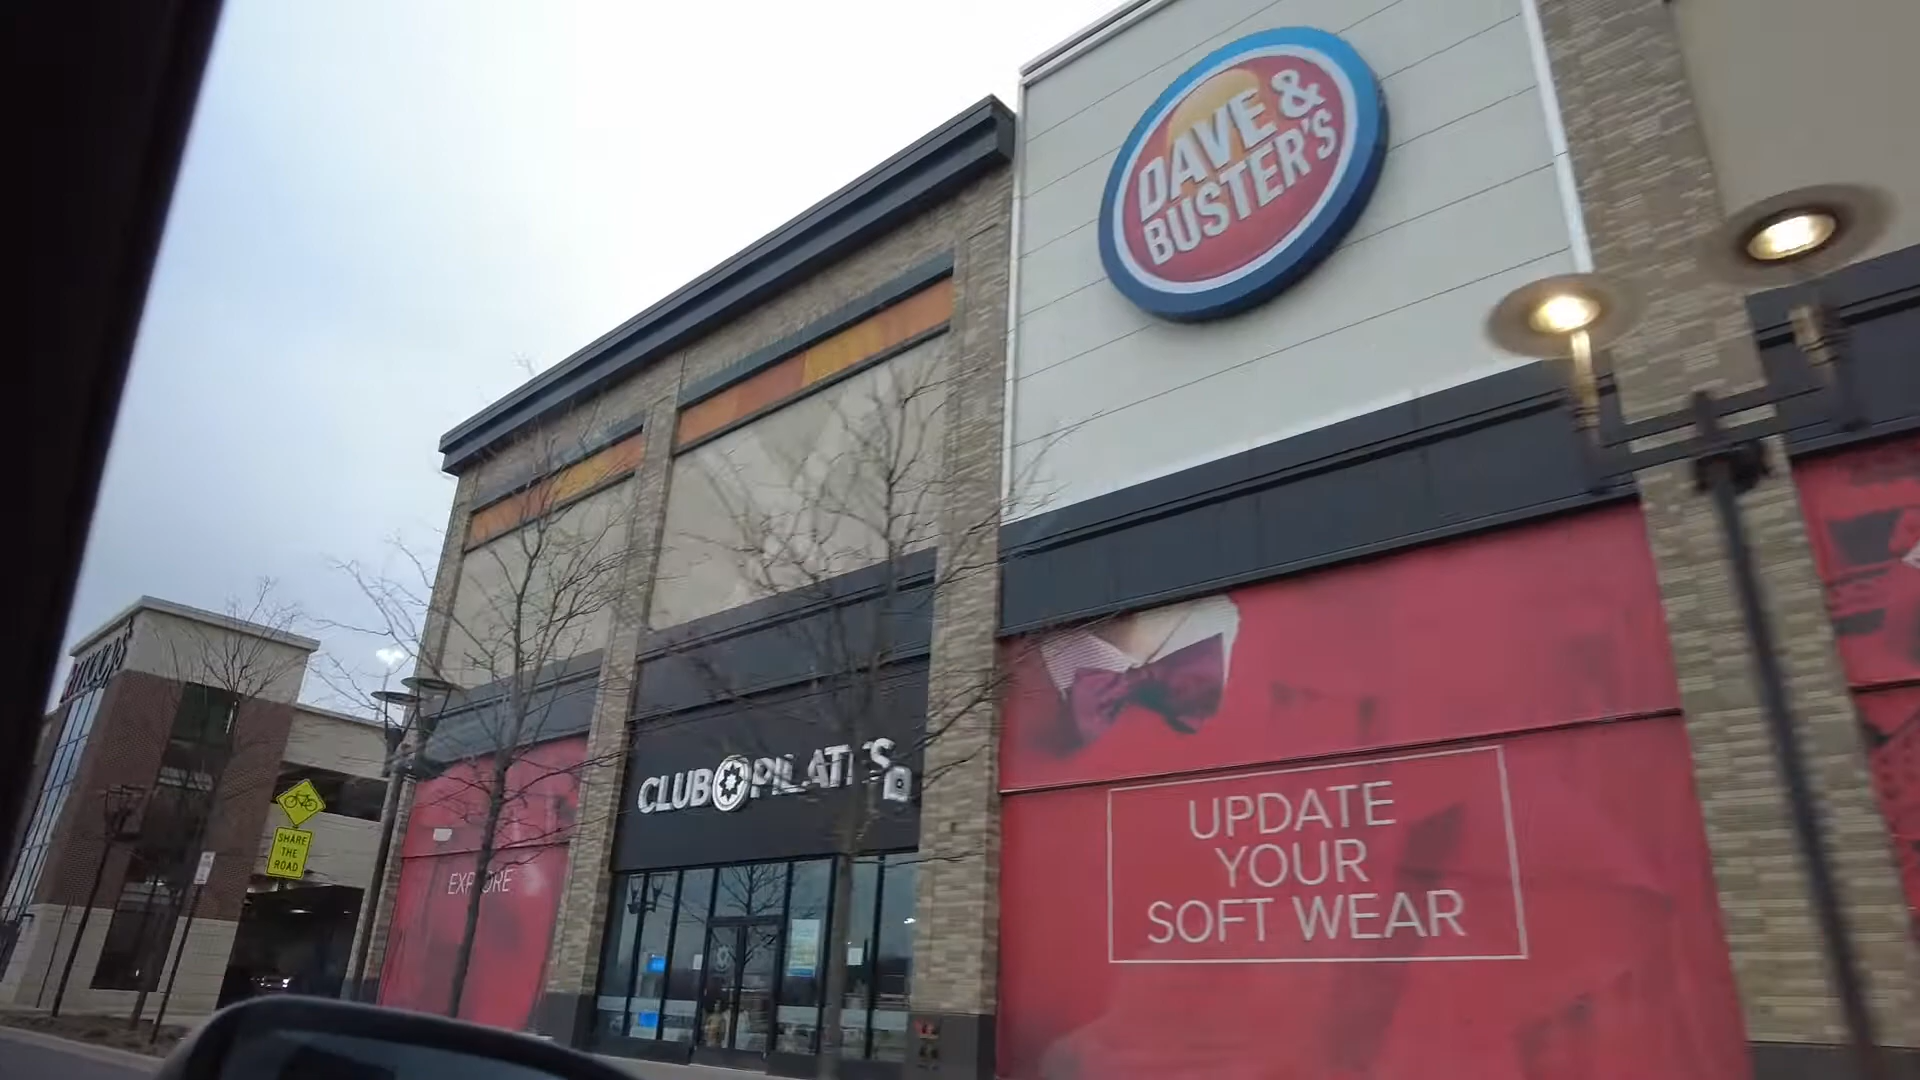 DAVE &
BUSTER'S
CLUB PILATES
SHARE
THE
ROAD
EXPLORE
UPDATE
YOUR
SOFT WEAR